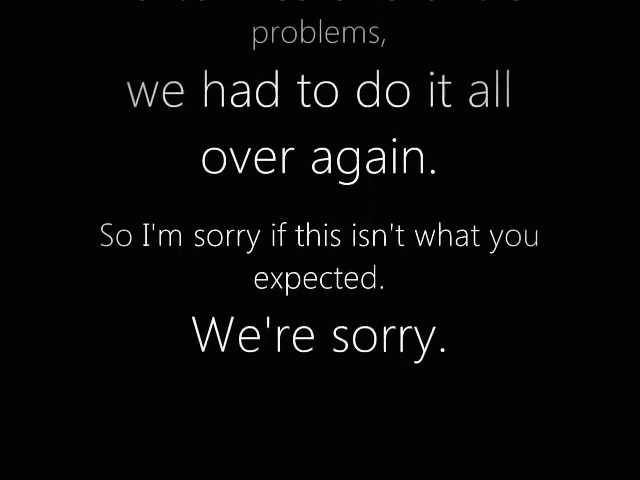 problems,
we had to do it all
over again.
So I'm sorry if this isn't what you
expected.
We're sorry.